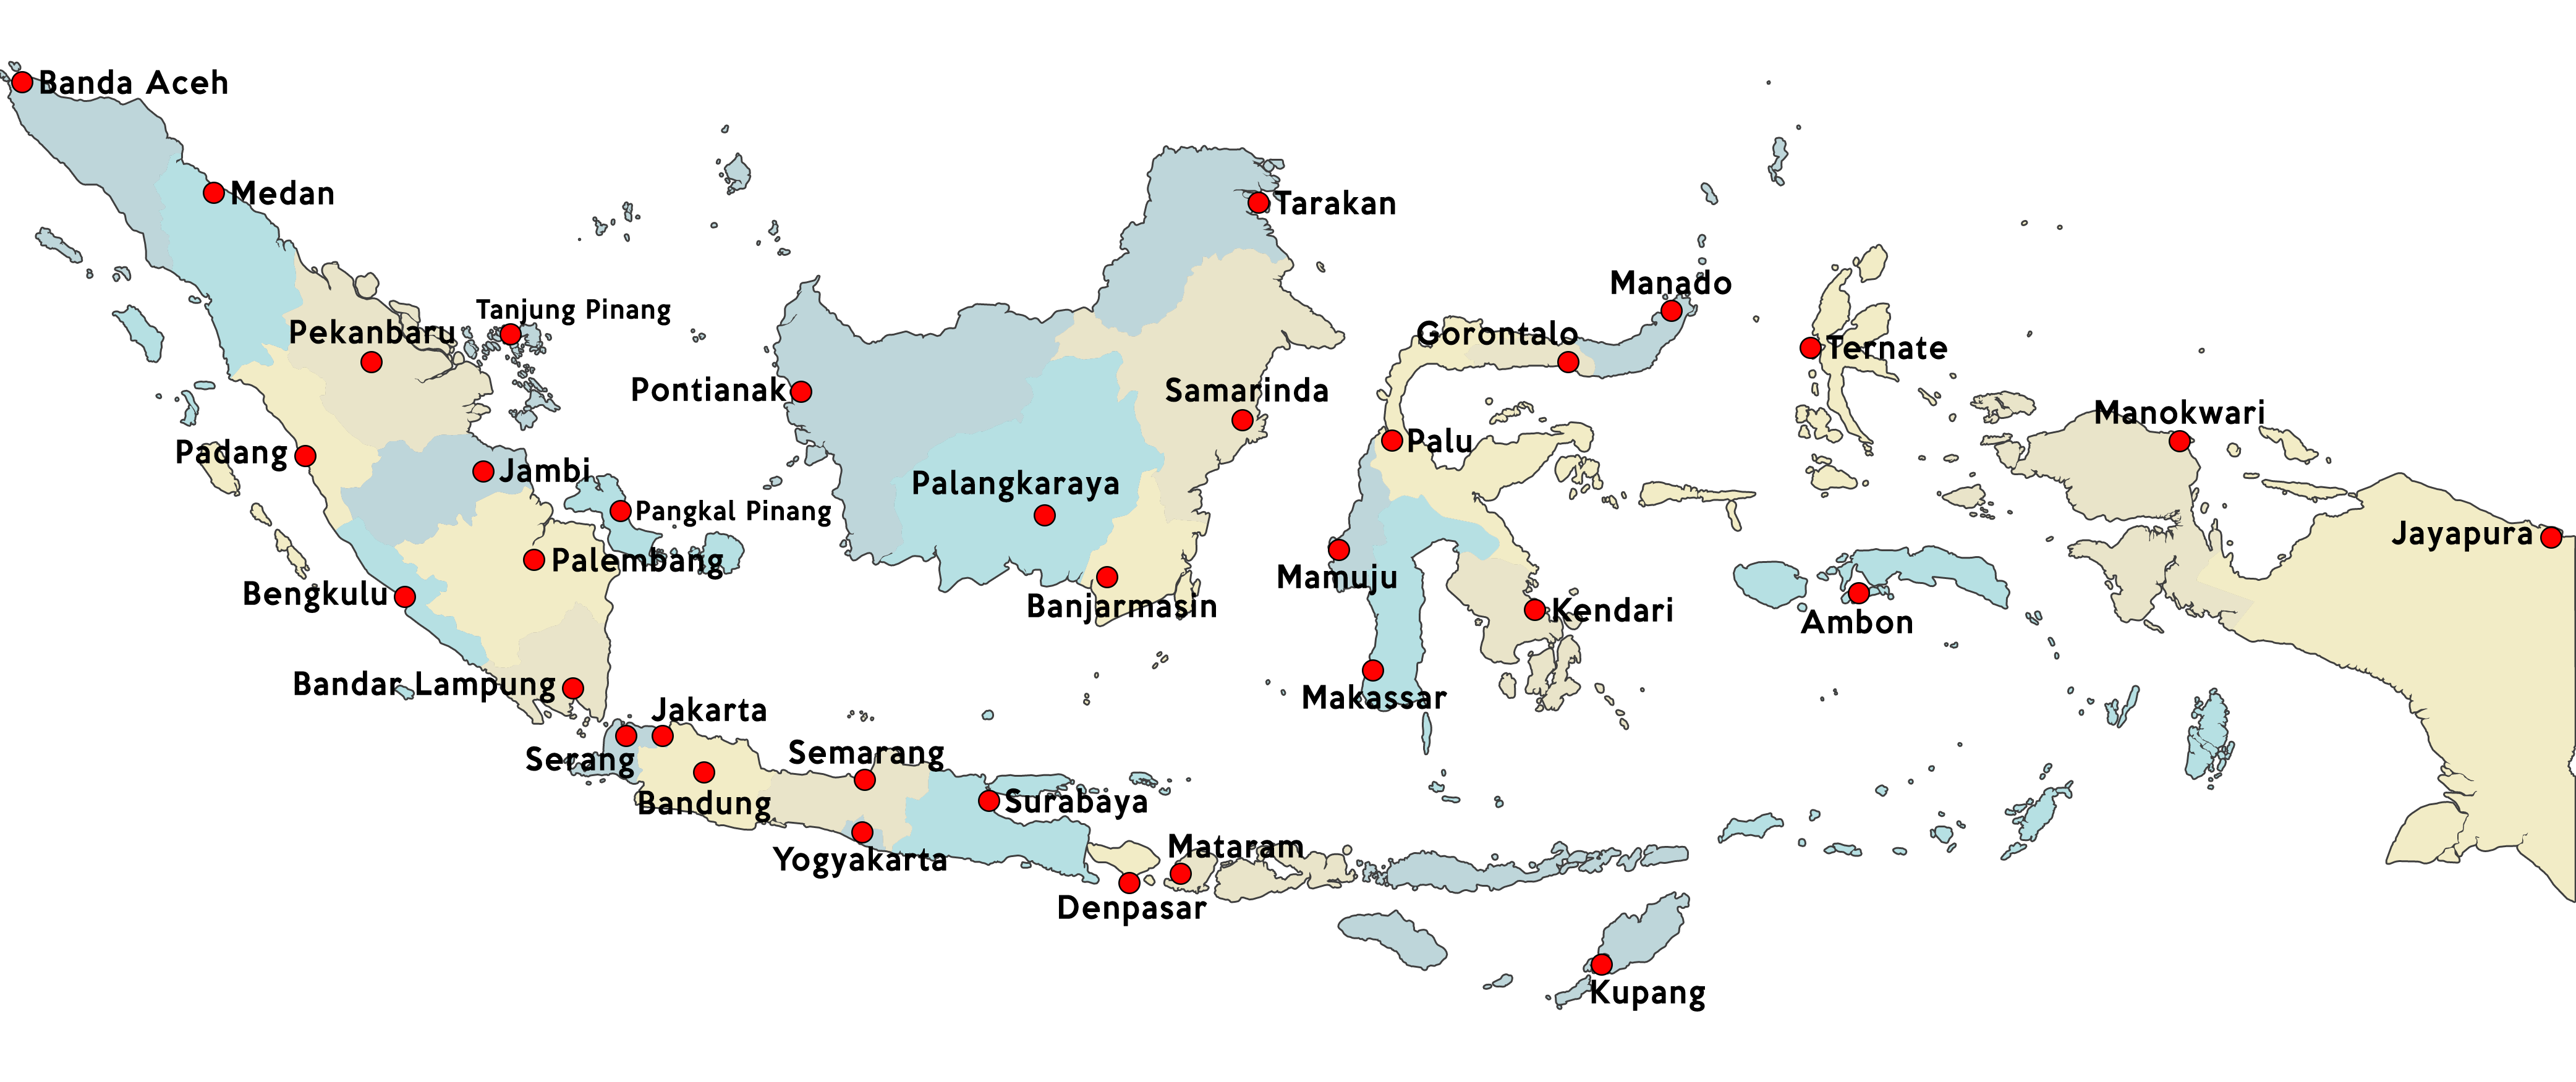 Banda Aceh
Medan
Tarakan
Manado
Tanjung Pinang
Pekanbaru
Gorontalo
Ternate
Pontianak
Samarinda
Manokwari
Padang
Jambi
Palu
Palangkaraya
Pangkal Pinang
Jayapura
Palembang
Mamuju
Bengkulu
Banjarmasin
Kendari
Ambon
Bandar Lampung
Makassar
Jakarta
Serang
Semarang
Bandung
Surabaya
Yogyakarta
Mataram
Denpasar
Kupang